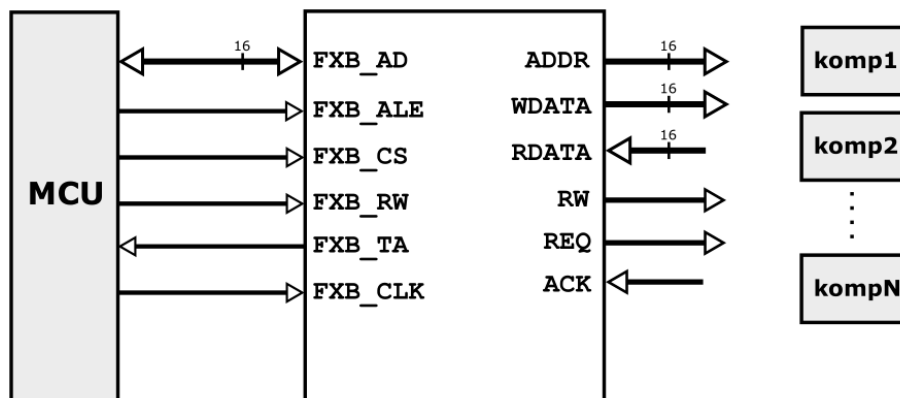 16 16
FXB_AD ADDR komp1
16
FXB_ALE WDATA
16
FXB_CS RDATA komp2
MCU FXB_RW RW
FXB_TA REQ
FXB_CLK ACK kompN